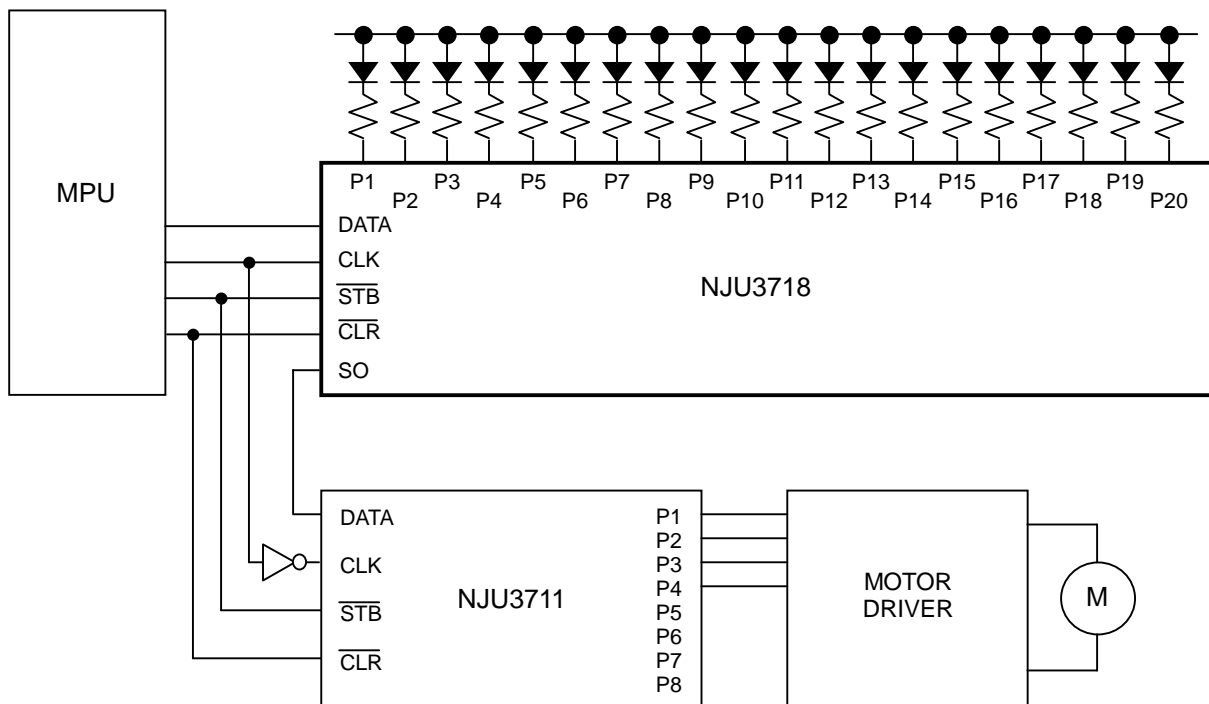 MPU
P1 P3 P5 P7 P9 P11 P13 P15 P17 P19
P2 P4 P6 P8 P10 P12 P14 P16 P18 P20
DATA
CLK
STB
CLR
SO
NJU3718
DATA
CLK
STB
CLR
NJU3711
P1
P2
P3
P4
P5
P6
P7
P8
MOTOR
DRIVER
M